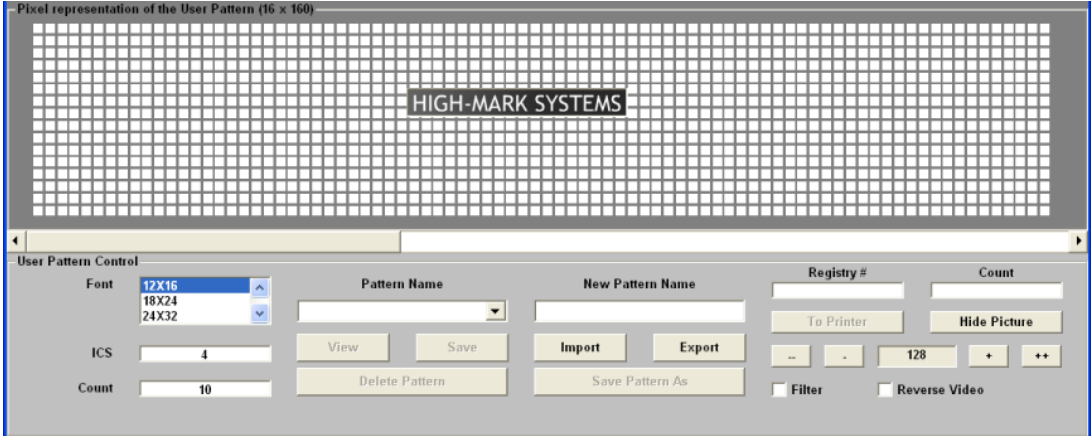 Pixel representation of the User Pattern (16 x 160)
HIGH-MARK SYSTEMS
User Pattern Control
Font
12X16
18X24
24X32
ICS
4
Count
10
Pattern Name
View
Save
Delete Pattern
New Pattern Name
Import
Export
Save Pattern As
Registry #
Count
To Printer
Hide Picture
--
-
128
+
++
Filter
Reverse Video